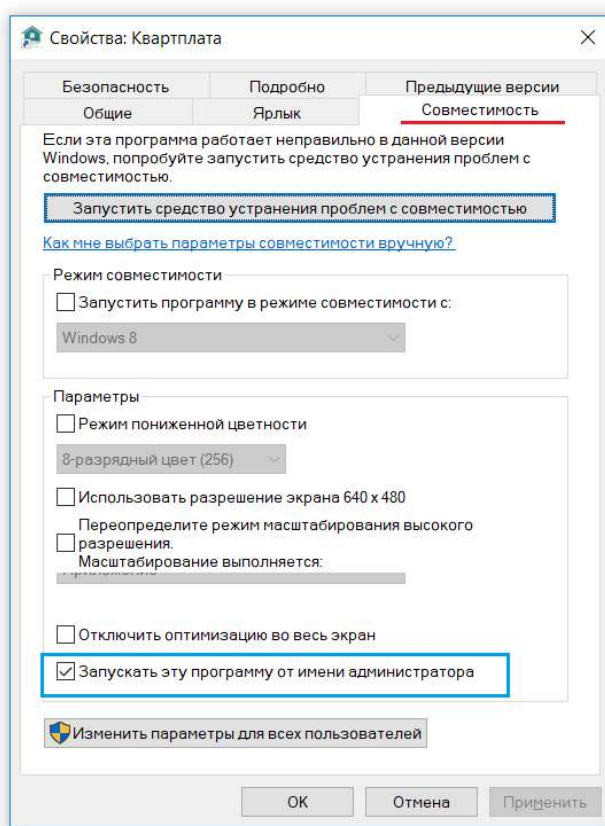 Свойства: Квартплата
Безопасность
Подробно
Предыдущие версии
Общие
Ярлык
Совместимость
Если эта программа работает неправильно в данной версии
Windows, попробуйте запустить средство устранения проблем с
совместимостью.
Запустить средство устранения проблем с совместимостью
Как мне выбрать параметры совместимости вручную?
Режим совместимости
Запустить программу в режиме совместимости с:
Windows 8
Параметры
Режим пониженной цветности
8-разрядный цвет (256)
Использовать разрешение экрана 640 x 480
Переопределите режим масштабирования высокого
разрешения.
Масштабирование выполняется:
Отключить оптимизацию во весь экран
Запускать эту программу от имени администратора
Изменить параметры для всех пользователей
OK
Отмена
Применить